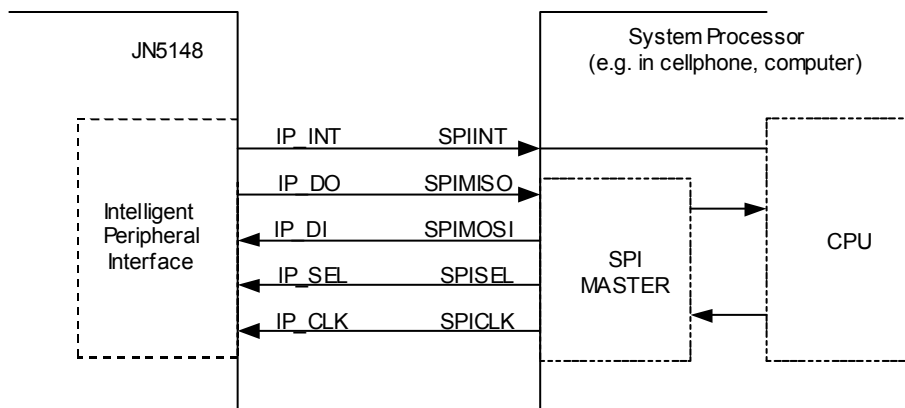 JN5148
System Processor
(e.g. in cellphone, computer)
IP_INT SPIINT
IP_DO SPIMISO
IP_DI SPIMOSI
IP_SEL SPISEL
IP_CLK SPICLK
Intelligent
Peripheral
Interface
SPI
MASTER
CPU